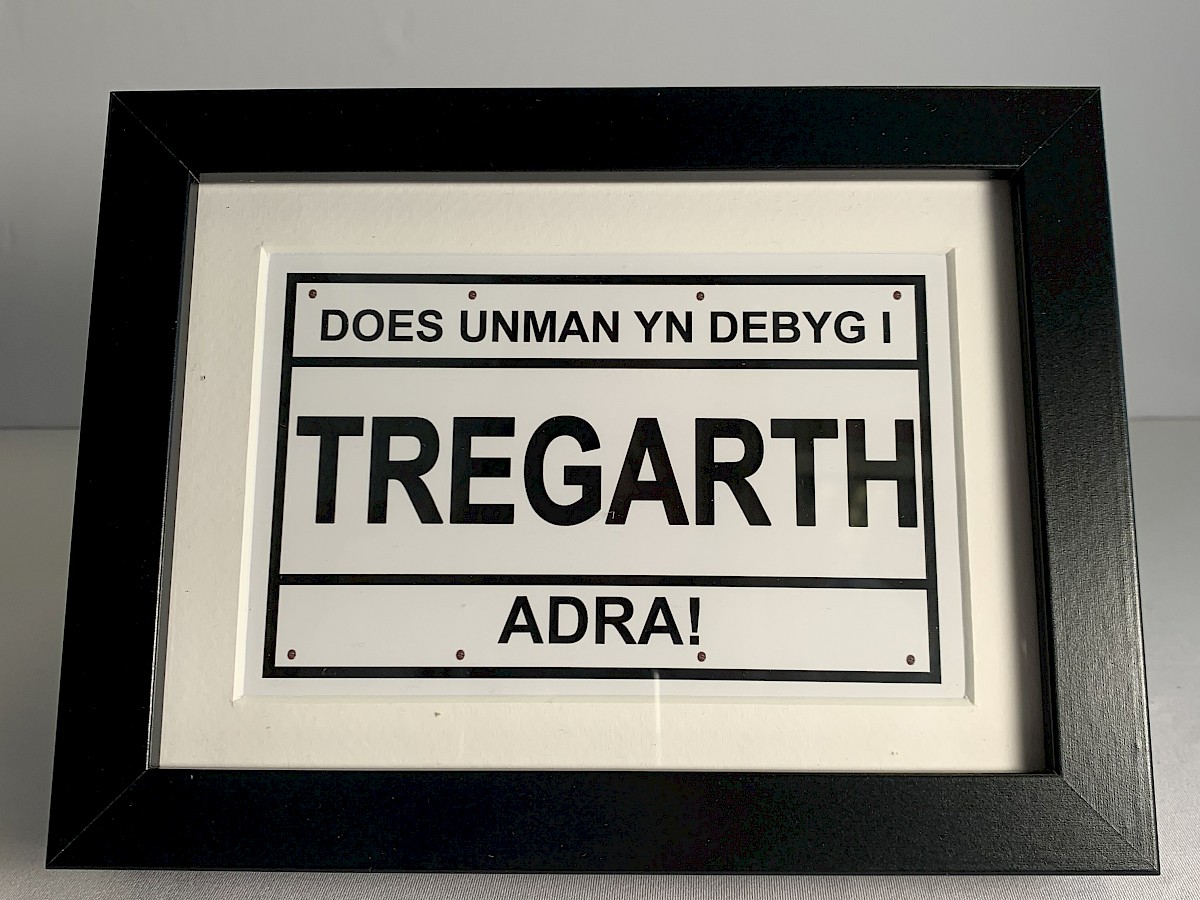 DOES UNMAN YN DEBYG I
TREGARTH
ADRA!